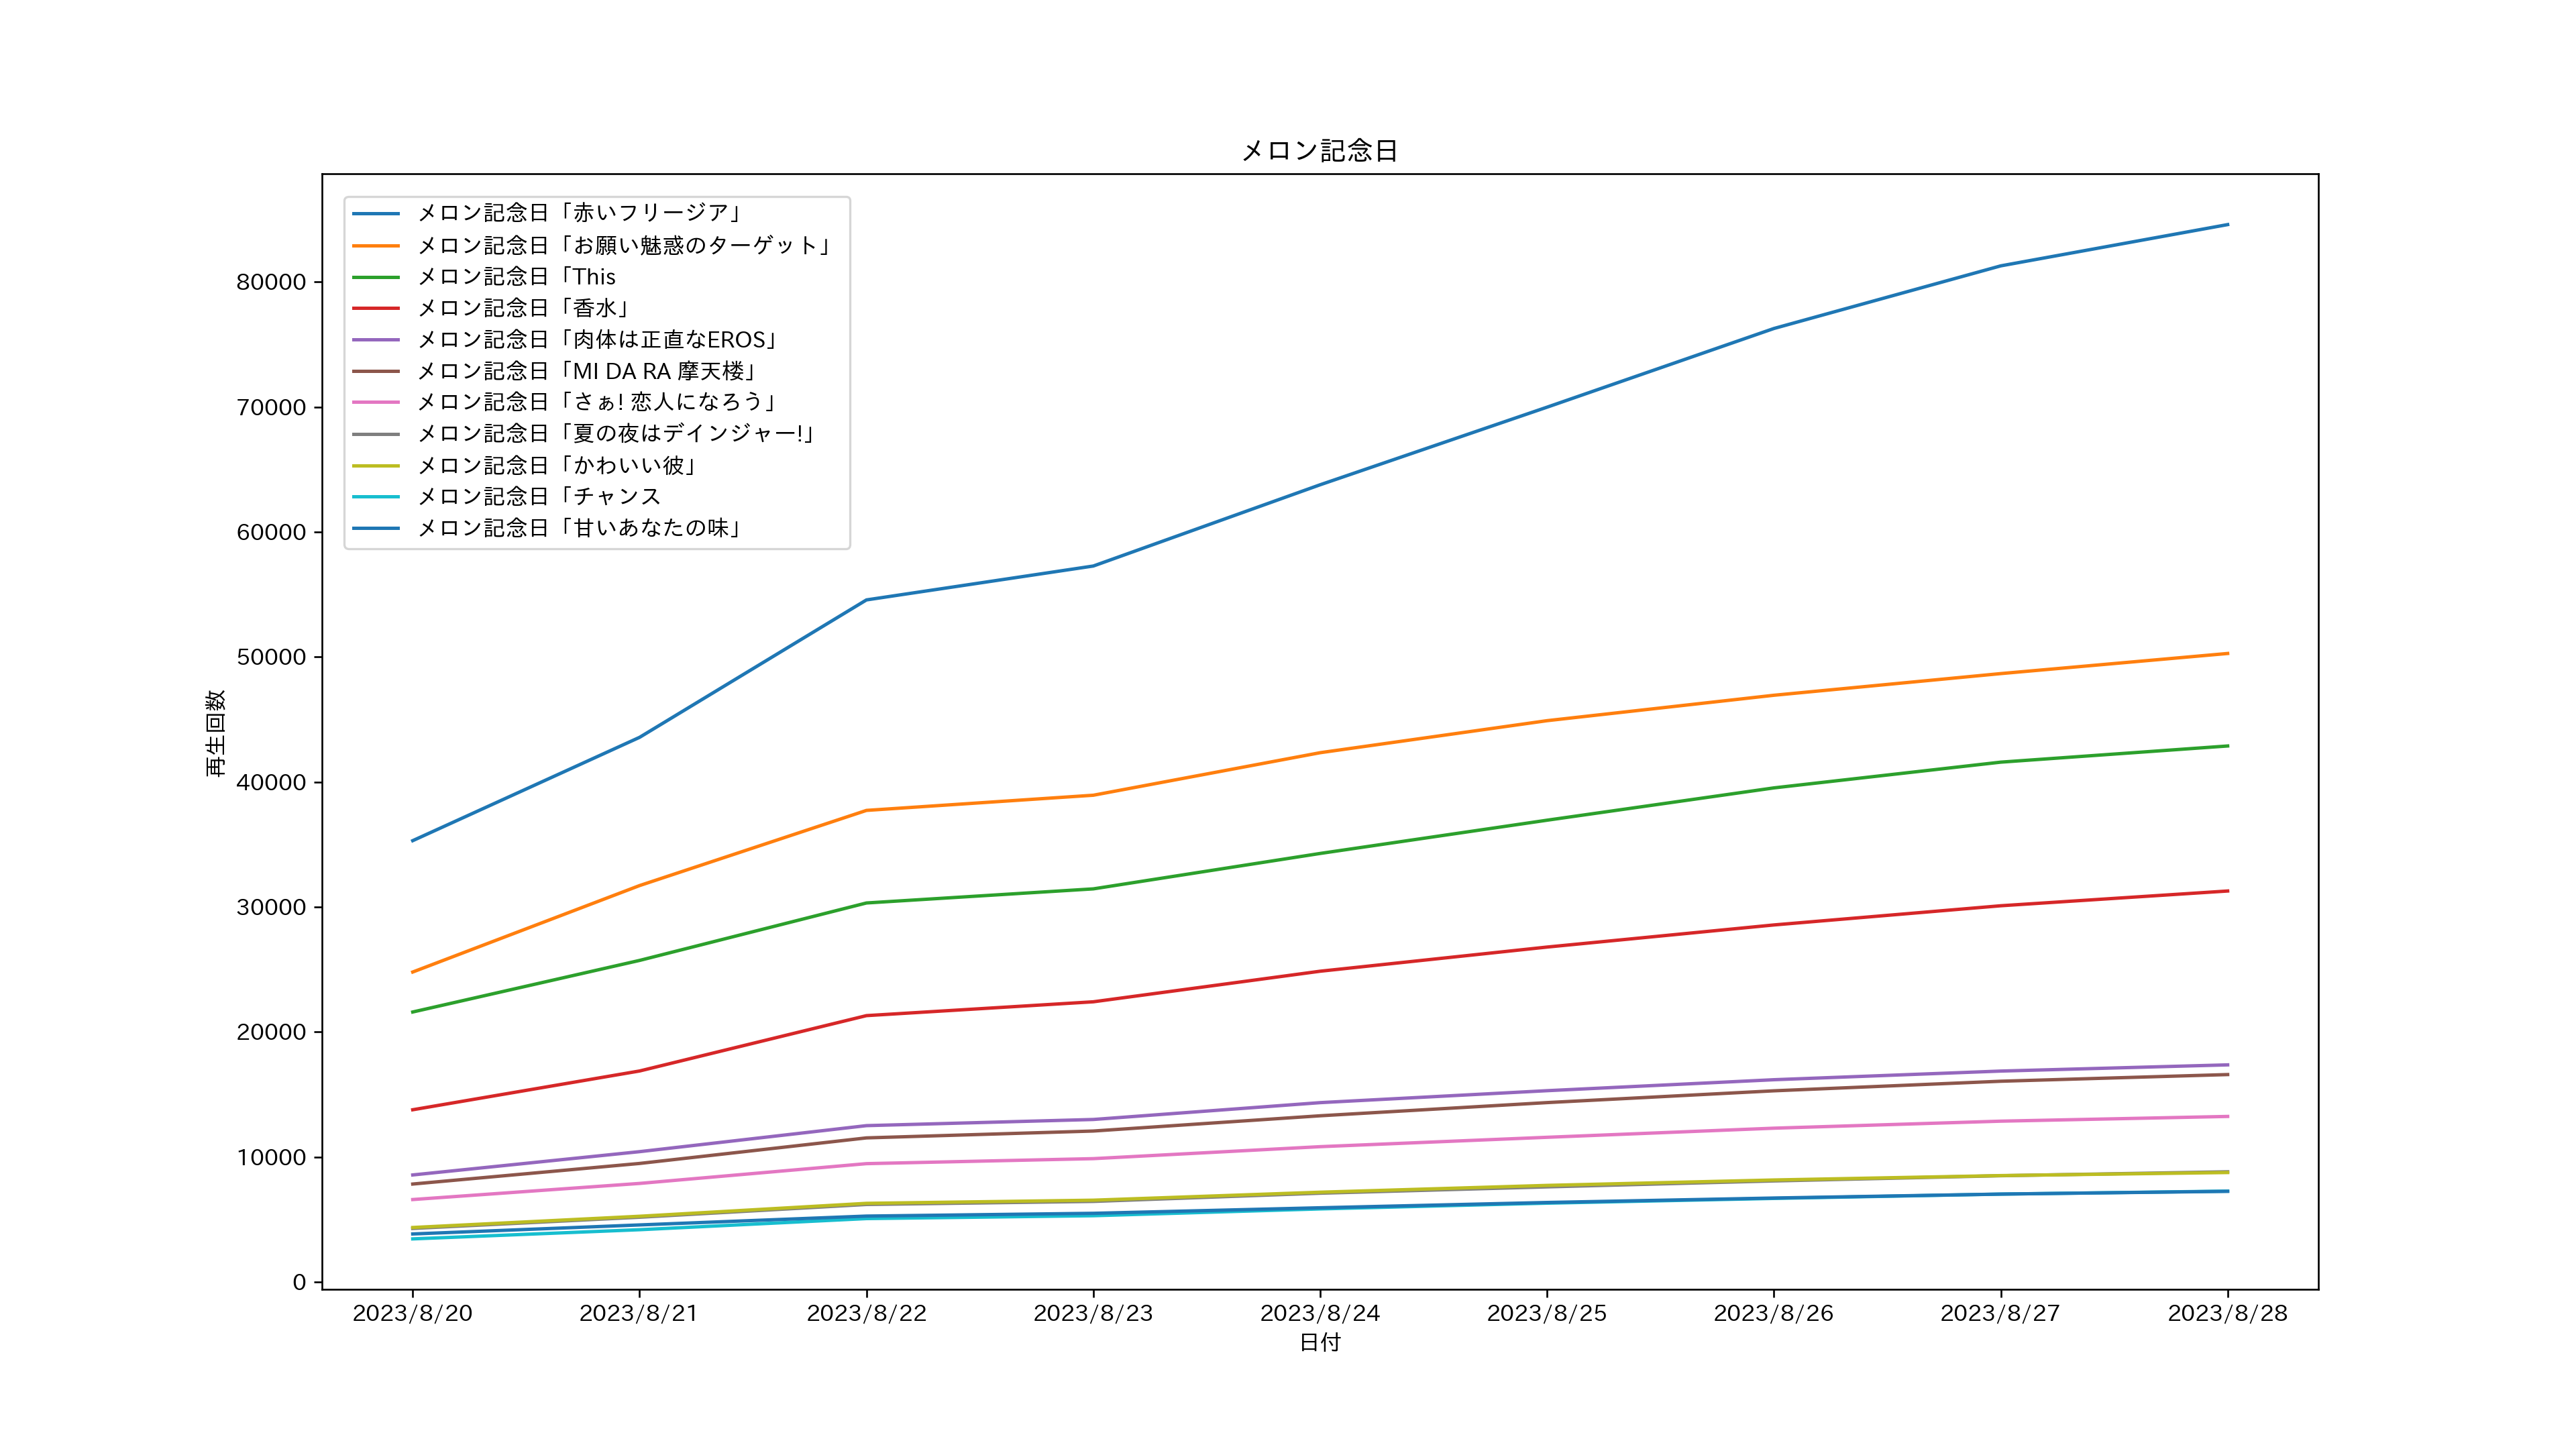 メロン記念日
メロン記念日「赤いフリージア」
メロン記念日「お願い魅惑のターゲット」
メロン記念日「This
メロン記念日「香水」
メロン記念日「肉体は正直なEROS」
メロン記念日「MI DA RA 摩天楼」
メロン記念日「さぁ! 恋人になろう」
メロン記念日「夏の夜はデインジャー!」
メロン記念日「かわいい彼」
メロン記念日「チャンス
メロン記念日「甘いあなたの味」
再生回数
80000
70000
60000
50000
40000
30000
20000
10000
0
2023/8/20 2023/8/21 2023/8/22 2023/8/23 2023/8/24 2023/8/25 2023/8/26 2023/8/27 2023/8/28
日付